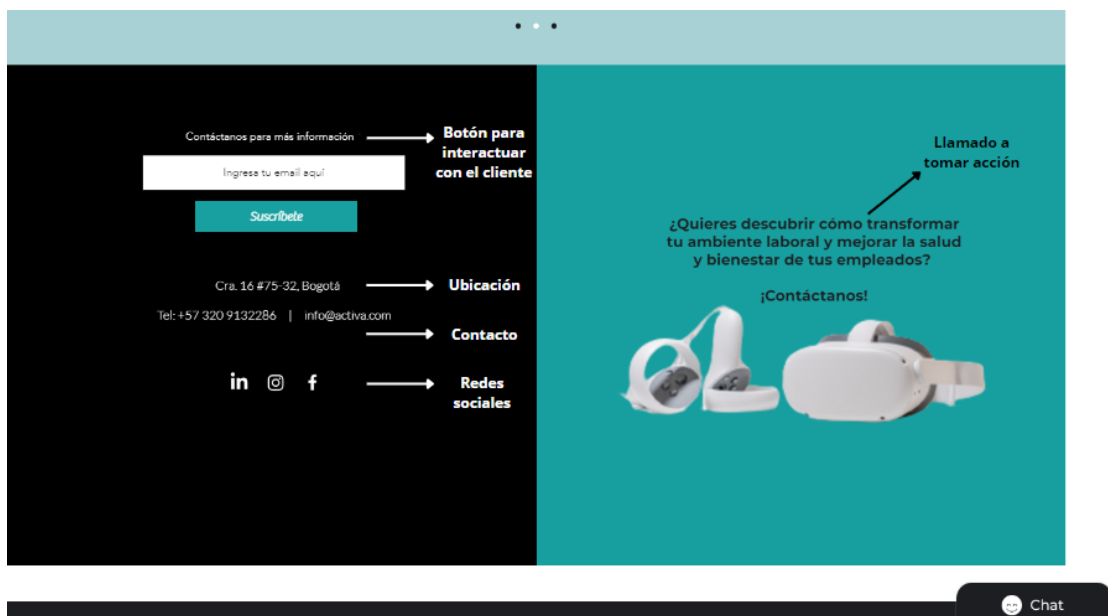 Contáctanos para más información
Botón para
interactuar
con el cliente
Ingresa tu email aquí
Suscríbete
Cra. 16 #75-32, Bogotá
Ubicación
Tel: +57 320 9132286 | info@activa.com
Contacto
in
f
Redes
sociales
Llamado a
tomar acción
¿Quieres descubrir cómo transformar
tu ambiente laboral y mejorar la salud
y bienestar de tus empleados?
¡Contáctanos!
Chat